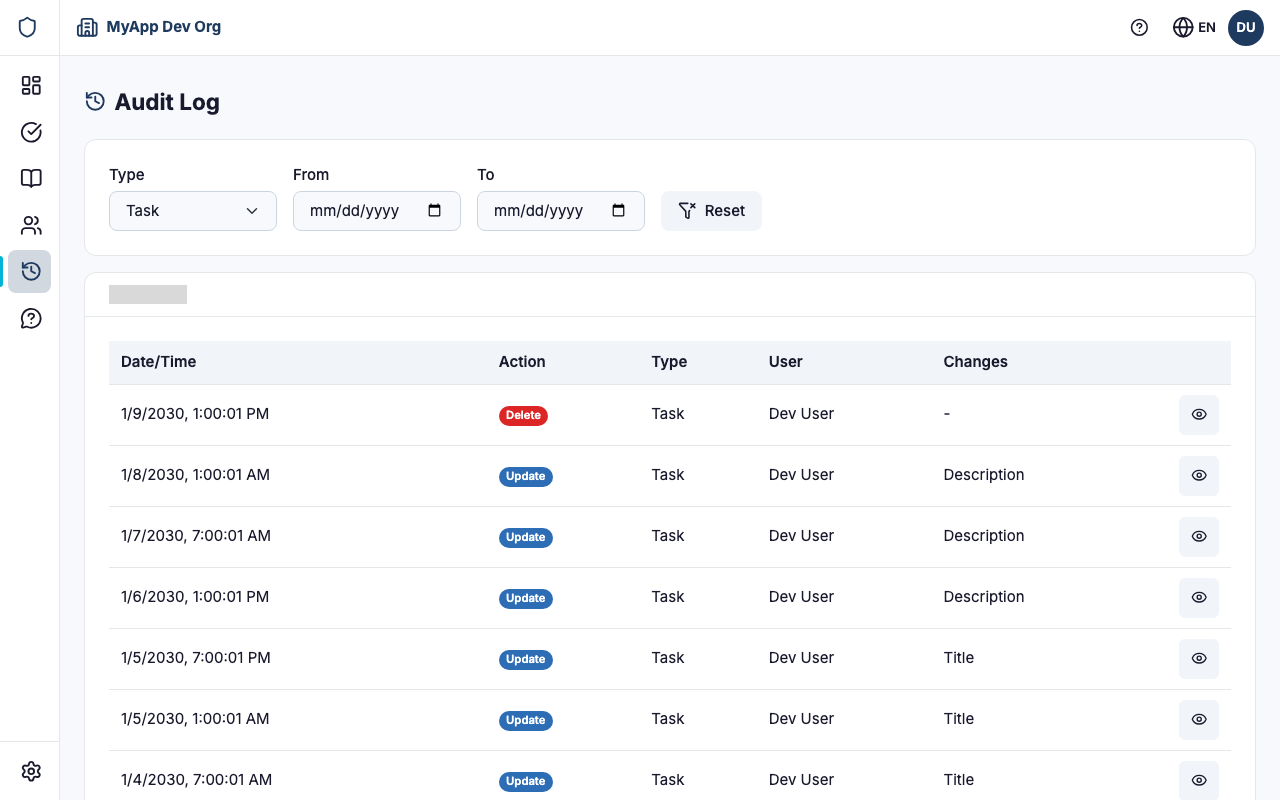 MyApp Dev Org
EN
DU
Audit Log
Type
From
To
Task
mm/dd/yyyy
mm/dd/yyyy
Reset
Date/Time Action Type User Changes
1/9/2030, 1:00:01 PM Delete Task Dev User -
1/8/2030, 1:00:01 AM Update Task Dev User Description
1/7/2030, 7:00:01 AM Update Task Dev User Description
1/6/2030, 1:00:01 PM Update Task Dev User Description
1/5/2030, 7:00:01 PM Update Task Dev User Title
1/5/2030, 1:00:01 AM Update Task Dev User Title
1/4/2030, 7:00:01 AM Update Task Dev User Title